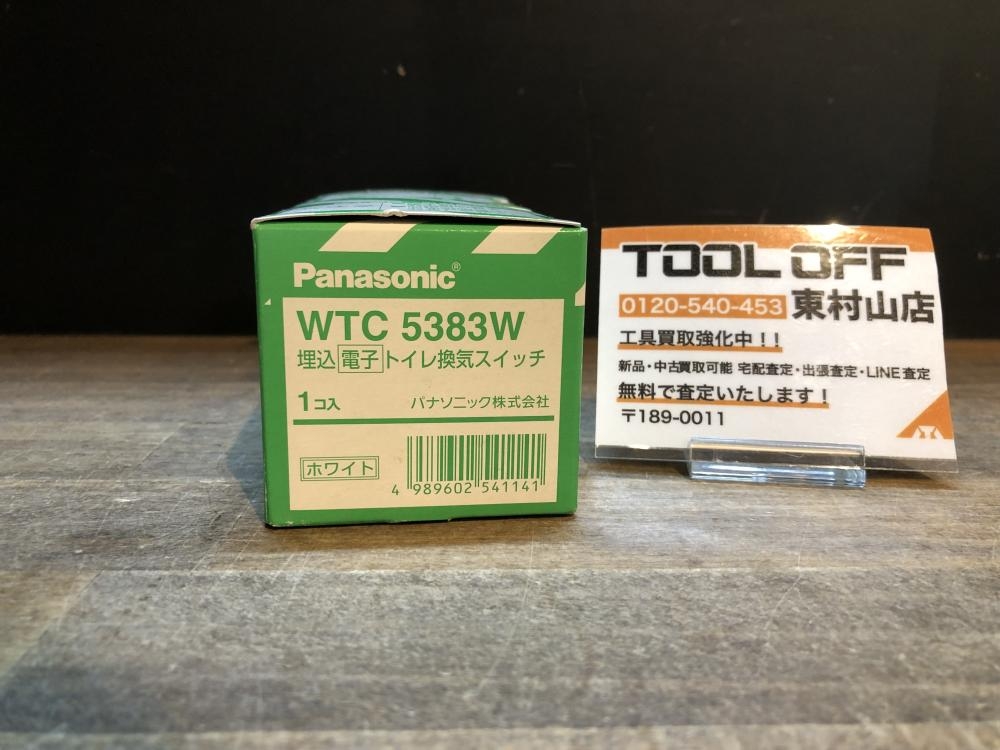 Panasonic®
WTC 5383W
埋込電子トイレ換気スイッチ
1コ入 パナソニック株式会社
ホワイト
4 989602 541141
TOOL OFF
0120-540-453 東村山店
工具買取強化中！！
新品・中古買取可能 宅配査定・出張査定・LINE査定
無料で査定いたします！
〒189-0011